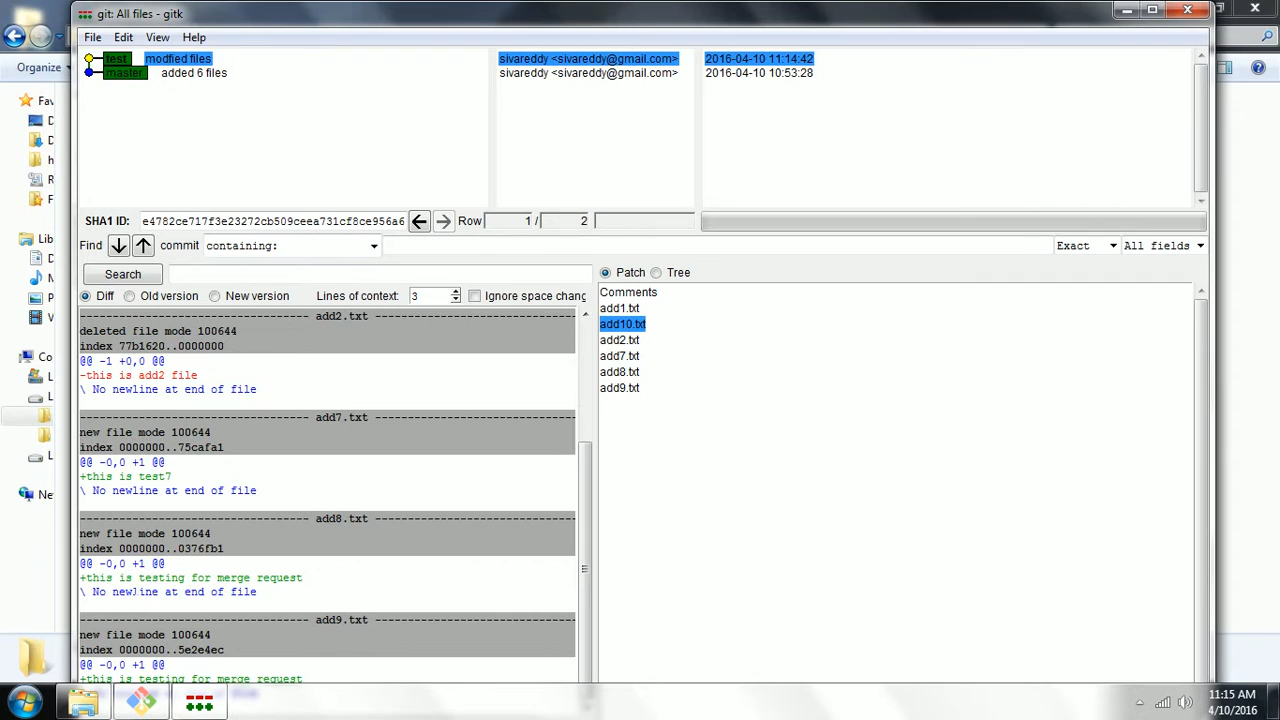 git: All files - gitk
Organize
File Edit View Help
test modfied files sivareddy <sivareddy@gmail.com> 2016-04-10 11:14:42
master added 6 files sivareddy <sivareddy@gmail.com> 2016-04-10 10:53:28
Fav
D
D
h
R
F
Lib
D
N
P
V
Co
L
L
L
Ne
SHA1 ID: e4782ce717f3e23272cb509ceea731cf8ce956a6 Row 1 / 2
Find commit containing: Exact All fields
Search
Patch Tree
Diff Old version New version Lines of context: 3 Ignore space chang
Comments
add1.txt
add10.txt
add2.txt
add7.txt
add8.txt
add9.txt
-------------------------------- add2.txt --------------------------------
deleted file mode 100644
index 77b1620..0000000
@@ -1 +0,0 @@
-this is add2 file
\ No newline at end of file
-------------------------------- add7.txt --------------------------------
new file mode 100644
index 0000000..75cafa1
@@ -0,0 +1 @@
+this is test7
\ No newline at end of file
-------------------------------- add8.txt --------------------------------
new file mode 100644
index 0000000..0376fb1
@@ -0,0 +1 @@
+this is testing for merge request
\ No newline at end of file
-------------------------------- add9.txt --------------------------------
new file mode 100644
index 0000000..5e2e4ec
@@ -0,0 +1 @@
+this is testing for merge request
11:15 AM
4/10/2016